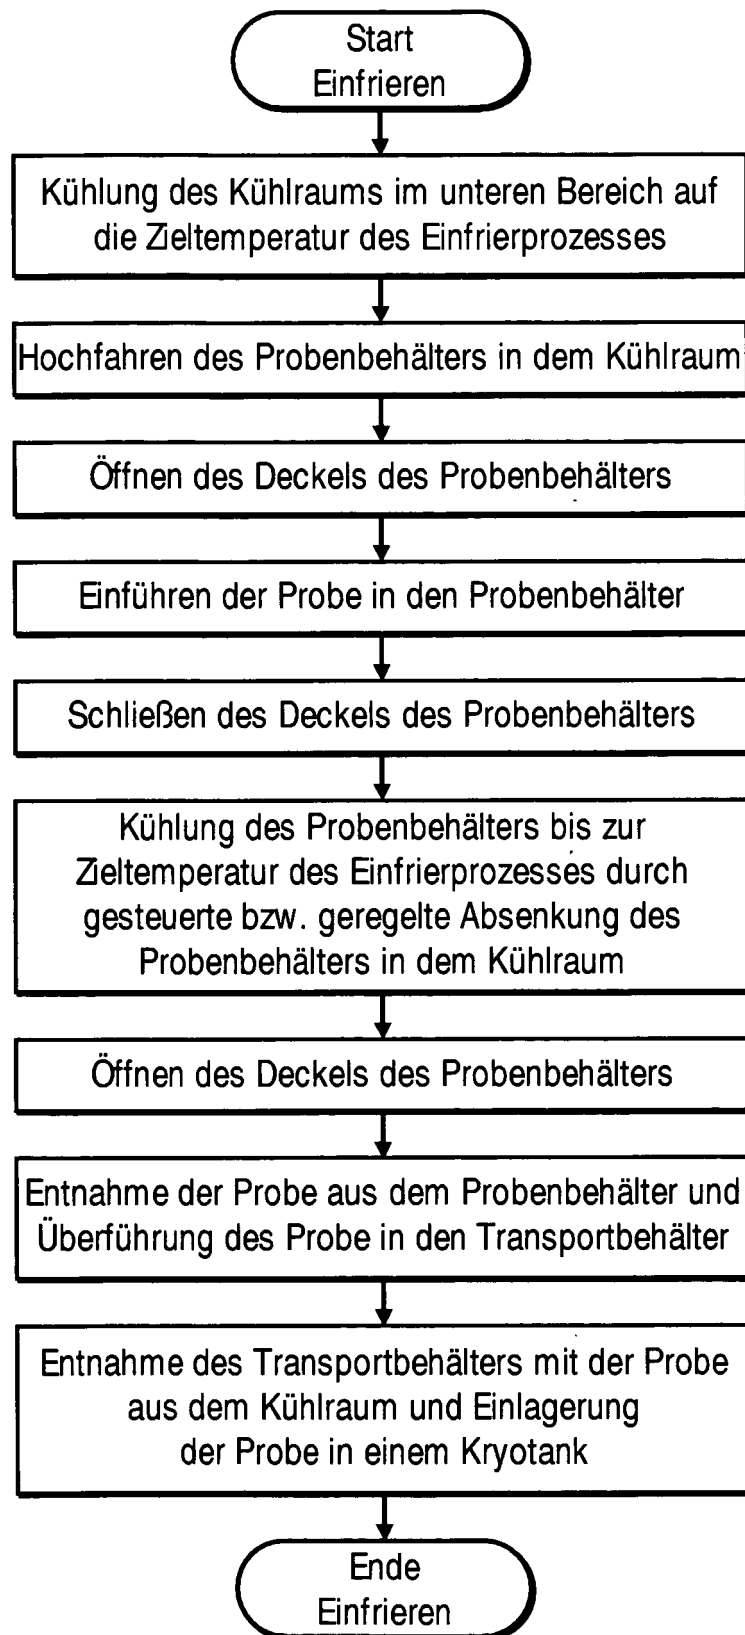 Start
Einfrieren
Kühlung des Kühlraums im unteren Bereich auf
die Zieltemperatur des Einfrierprozesses
Hochfahren des Probenbehälters in dem Kühlraum
Öffnen des Deckels des Probenbehälters
Einführen der Probe in den Probenbehälter
Schließen des Deckels des Probenbehälters
Kühlung des Probenbehälters bis zur
Zieltemperatur des Einfrierprozesses durch
gesteuerte bzw. geregelte Absenkung des
Probenbehälters in dem Kühlraum
Öffnen des Deckels des Probenbehälters
Entnahme der Probe aus dem Probenbehälter und
Überführung des Probe in den Transportbehälter
Entnahme des Transportbehälters mit der Probe
aus dem Kühlraum und Einlagerung
der Probe in einem Kryotank
Ende
Einfrieren